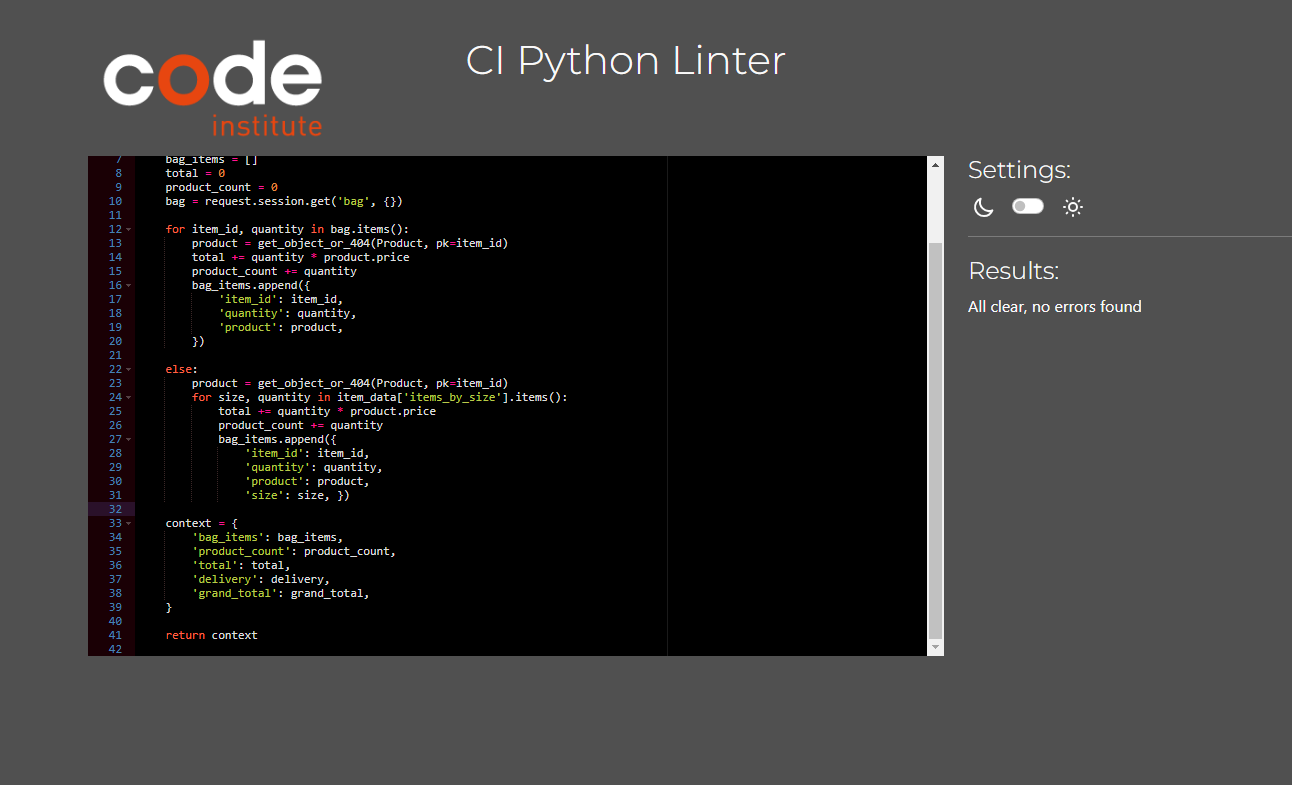 code
institute
CI Python Linter
7 bag_items = []
8 total = 0
9 product_count = 0
10 bag = request.session.get('bag', {})
11
12 for item_id, quantity in bag.items():
13 product = get_object_or_404(Product, pk=item_id)
14 total += quantity * product.price
15 product_count += quantity
16 bag_items.append({
17 'item_id': item_id,
18 'quantity': quantity,
19 'product': product,
20 })
21
22 else:
23 product = get_object_or_404(Product, pk=item_id)
24 for size, quantity in item_data['items_by_size'].items():
25 total += quantity * product.price
26 product_count += quantity
27 bag_items.append({
28 'item_id': item_id,
29 'quantity': quantity,
30 'product': product,
31 'size': size, })
32
33 context = {
34 'bag_items': bag_items,
35 'product_count': product_count,
36 'total': total,
37 'delivery': delivery,
38 'grand_total': grand_total,
39 }
40
41 return context
42
Settings:
Results:
All clear, no errors found